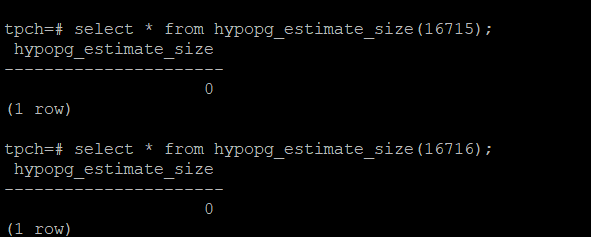 tpch=# select * from hypopg_estimate_size(16715);
 hypopg_estimate_size
----------------------
                    0
(1 row)

tpch=# select * from hypopg_estimate_size(16716);
 hypopg_estimate_size
----------------------
                    0
(1 row)